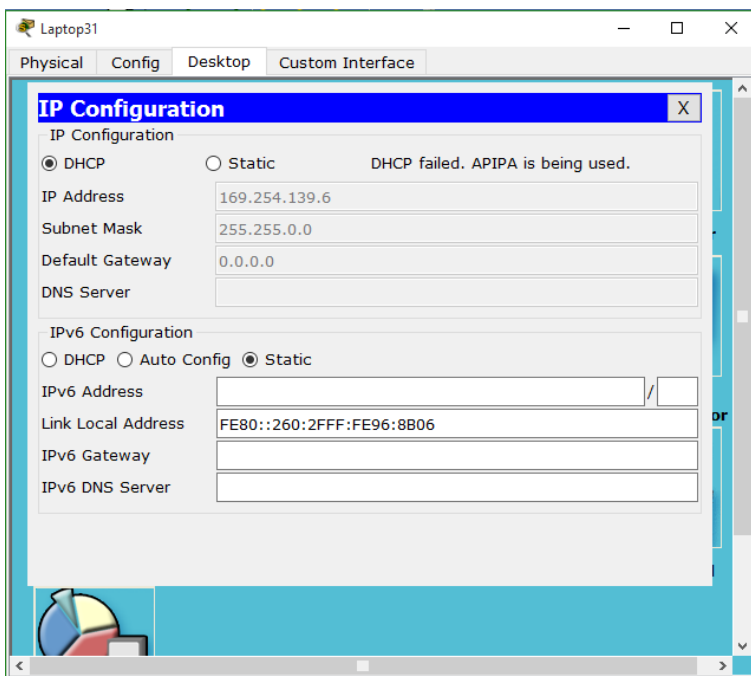 Laptop31
Physical Config Desktop Custom Interface
IP Configuration X
IP Configuration
DHCP Static DHCP failed. APIPA is being used.
IP Address 169.254.139.6
Subnet Mask 255.255.0.0
Default Gateway 0.0.0.0
DNS Server
IPv6 Configuration
DHCP Auto Config Static
IPv6 Address /
Link Local Address FE80::260:2FFF:FE96:8B06
IPv6 Gateway
IPv6 DNS Server
or